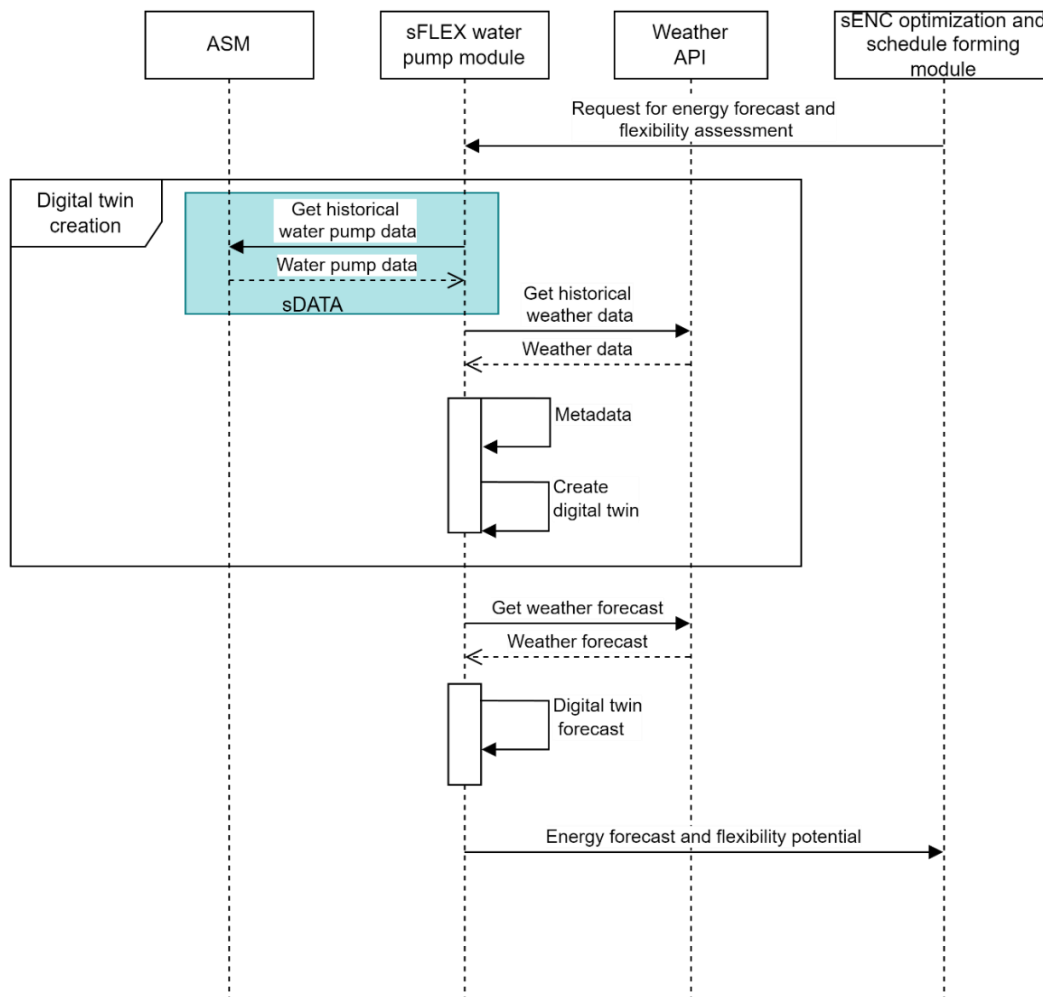 ASM
sFLEX water
pump module
Weather
API
sENC optimization and
schedule forming
module
Request for energy forecast and
flexibility assessment
Digital twin
creation
Get historical
water pump data
Water pump data
sDATA
Get historical
weather data
Weather data
Metadata
Create
digital twin
Get weather forecast
Weather forecast
Digital twin
forecast
Energy forecast and flexibility potential